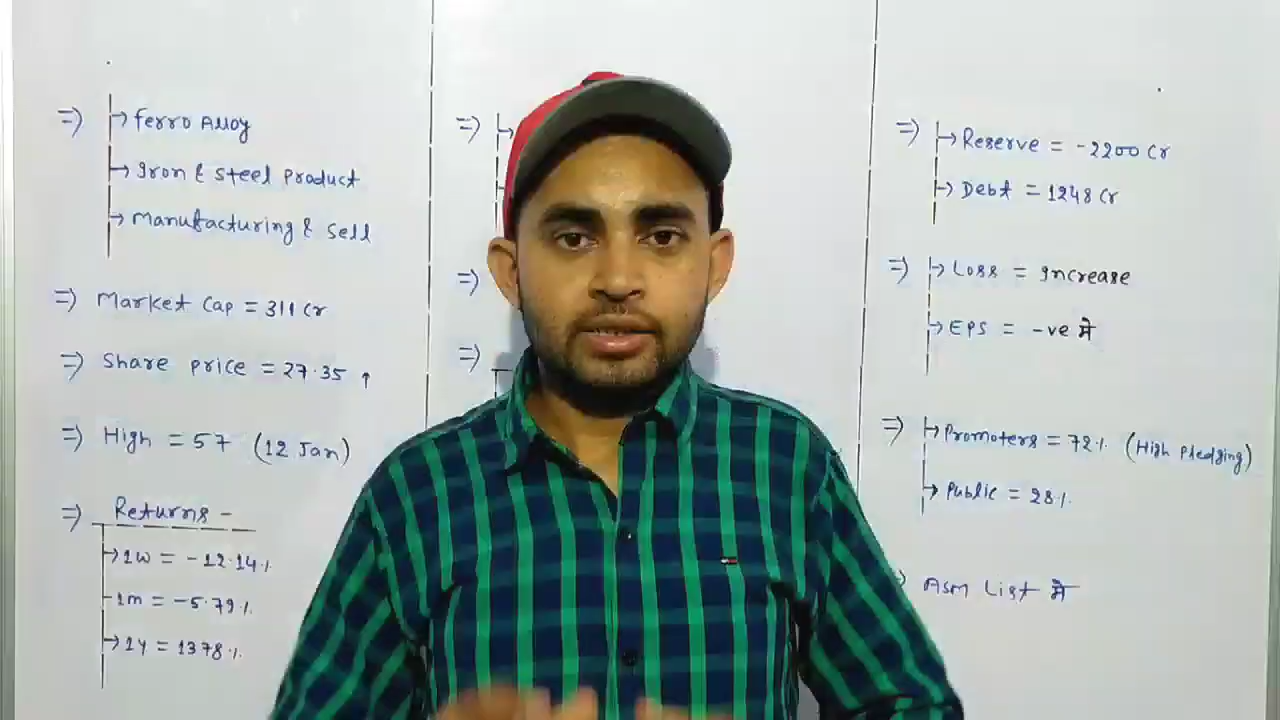 => → Ferro Alloy
→ Iron & Steel Product
→ Manufacturing & Sell
=> Market Cap = 311 Cr
=> Share price = 27.35 ↑
=> High = 57 (12 Jan)
=> Returns -
→ 1W = -12.14%
→ 1m = -5.79%
→ 1Y = 1378%
=>
=>
=>
=> → Reserve = -2200 Cr
→ Debt = 1248 Cr
=> → Loss = Increase
→ EPS = -ve में
=> → Promoters = 72% (High Pledging)
→ Public = 28%
ASM List में